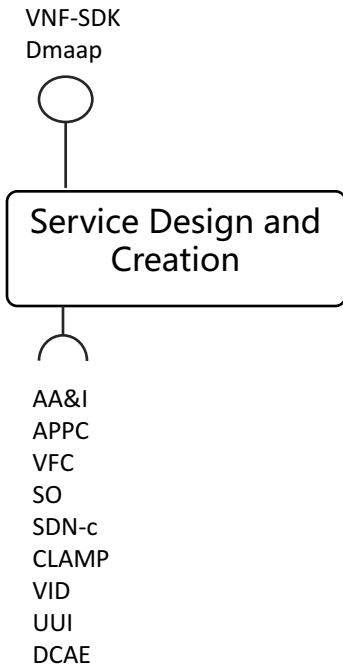 VNF-SDK
Dmaap
Service Design and
Creation
AA&I
APPC
VFC
SO
SDN-c
CLAMP
VID
UUI
DCAE